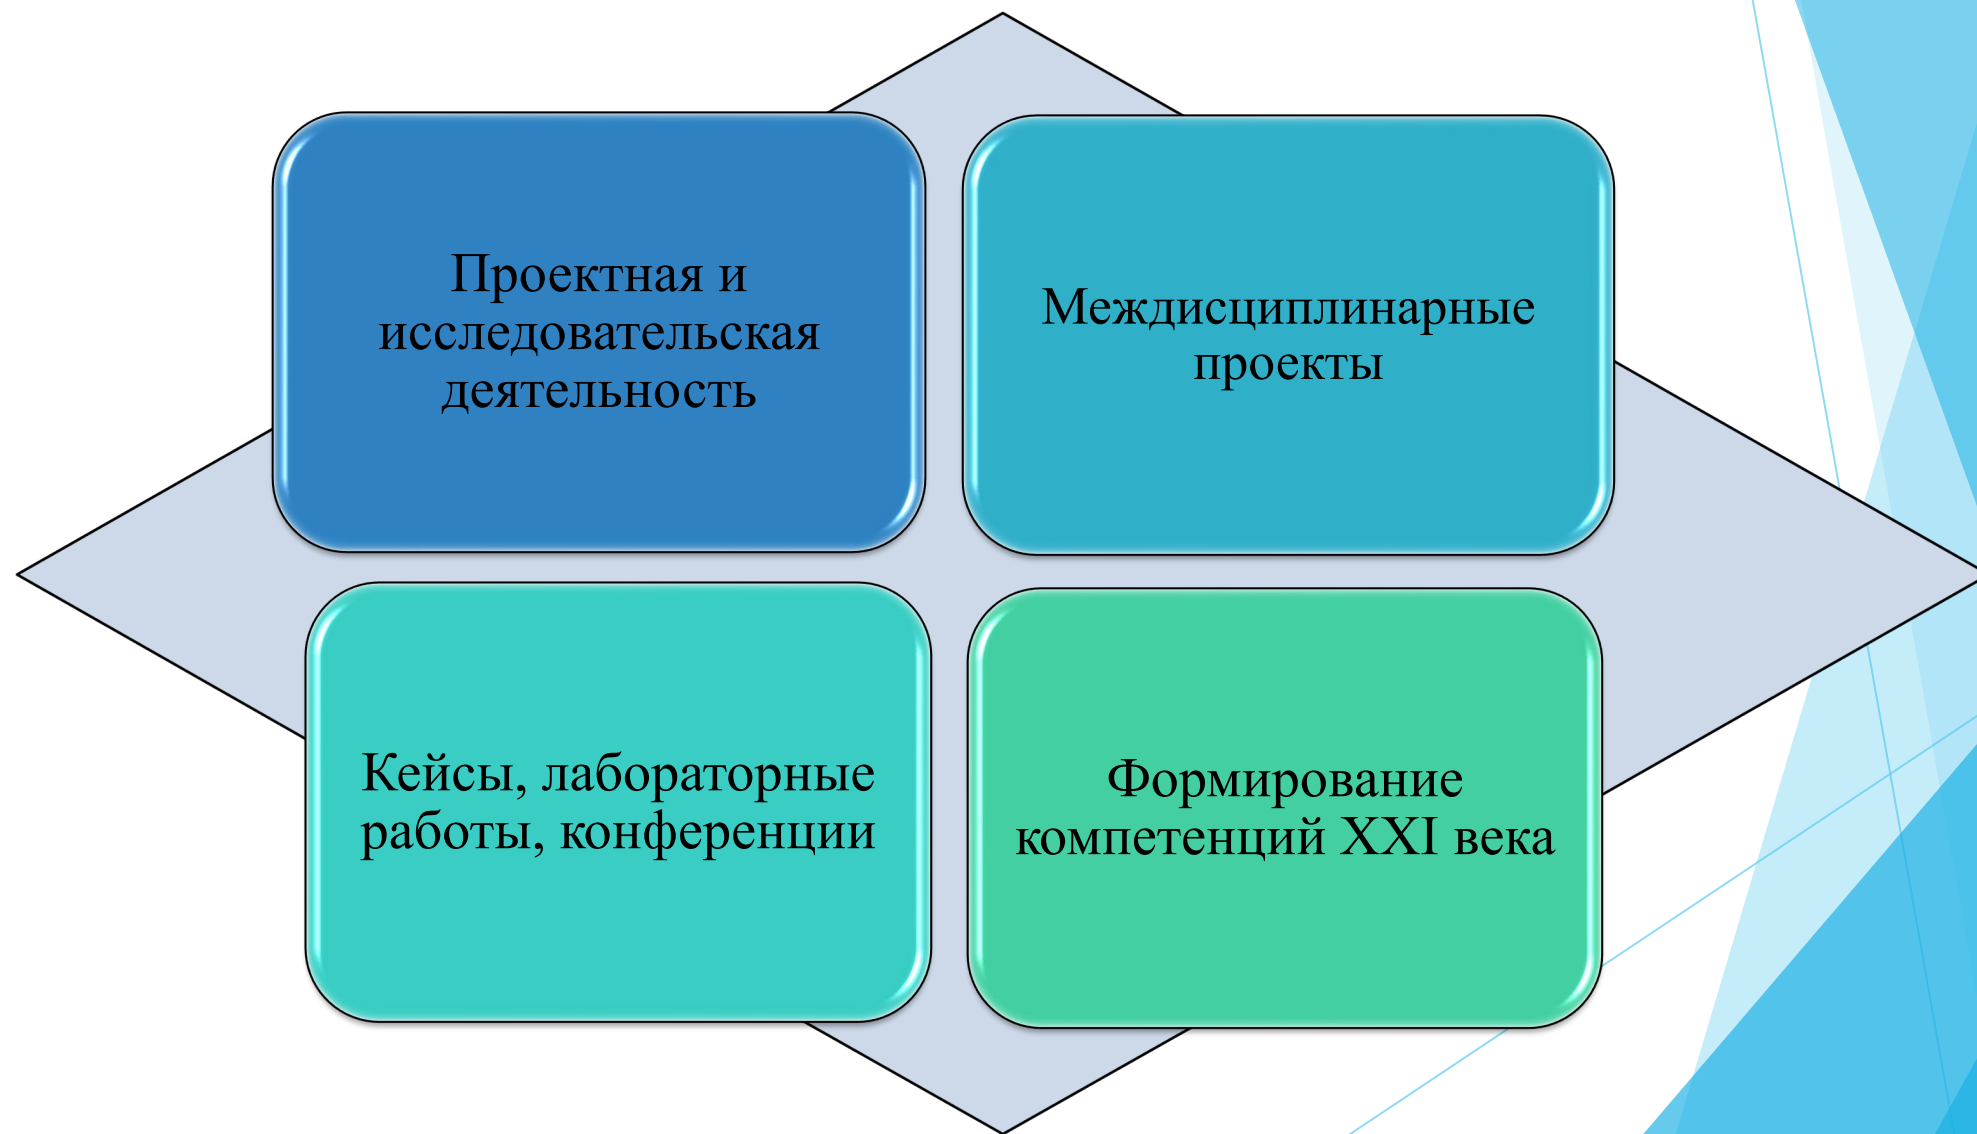 Проектная и
исследовательская
деятельность
Междисциплинарные
проекты
Кейсы, лабораторные
работы, конференции
Формирование
компетенций XXI века